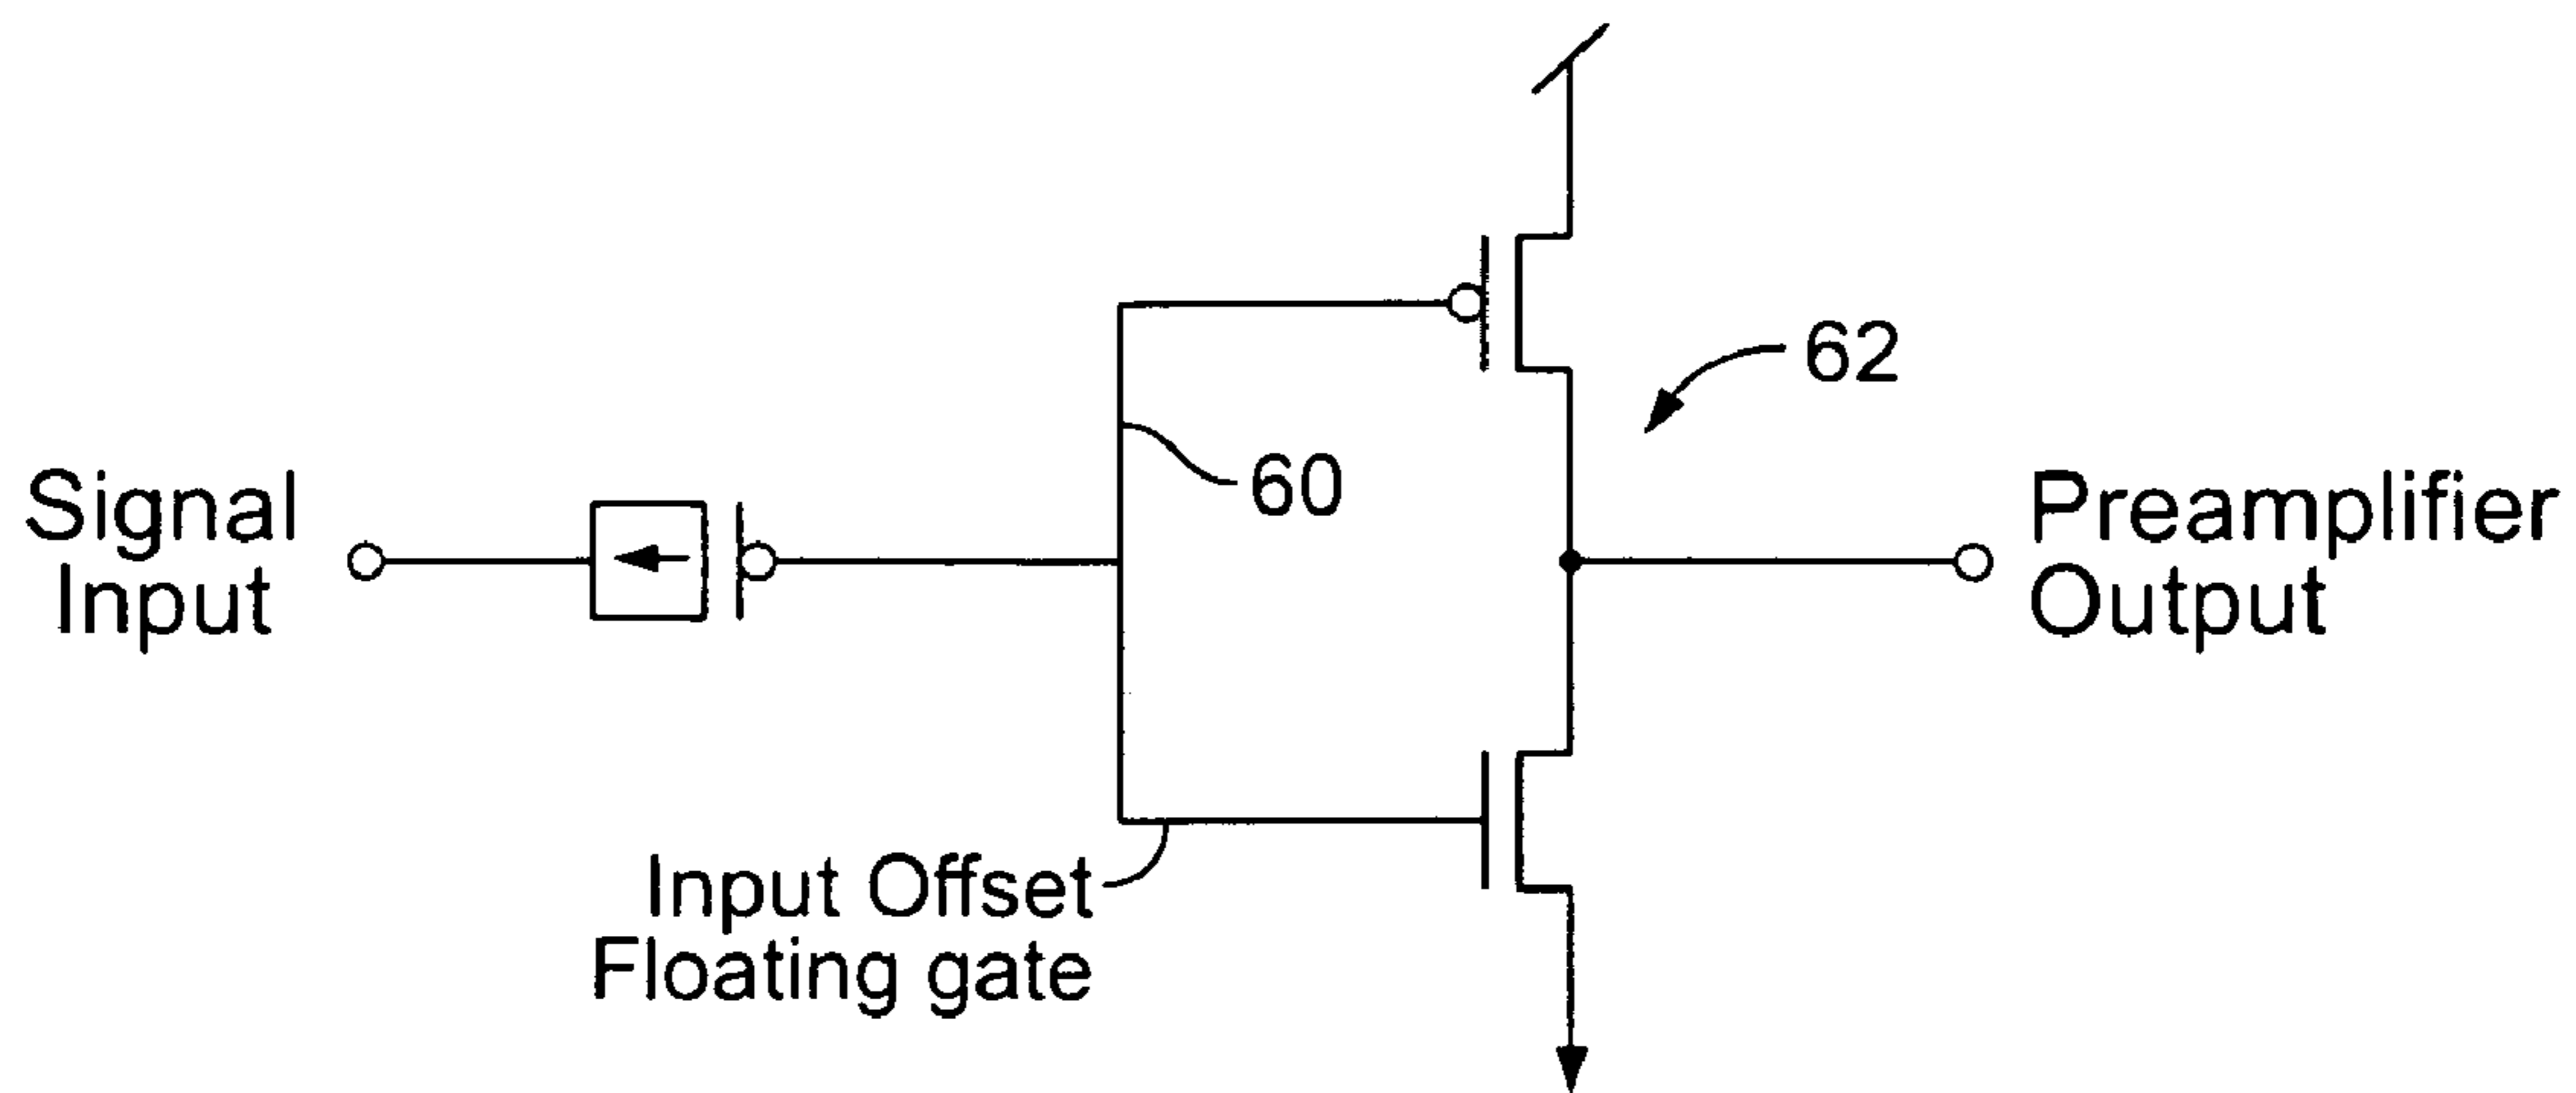 62
60
Signal
Input
Preamplifier
Output
Input Offset
Floating gate